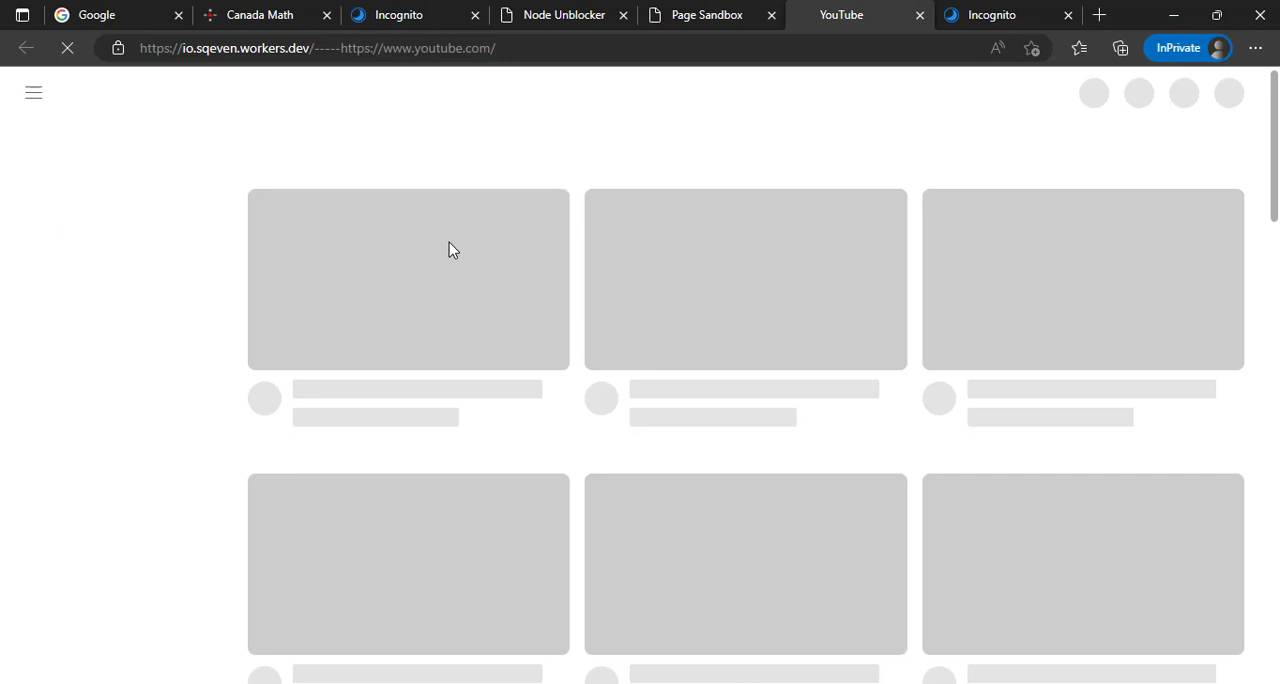 Google
Canada Math
Incognito
Node Unblocker
Page Sandbox
YouTube
Incognito
https://io.sqeven.workers.dev/-----https://www.youtube.com/
InPrivate